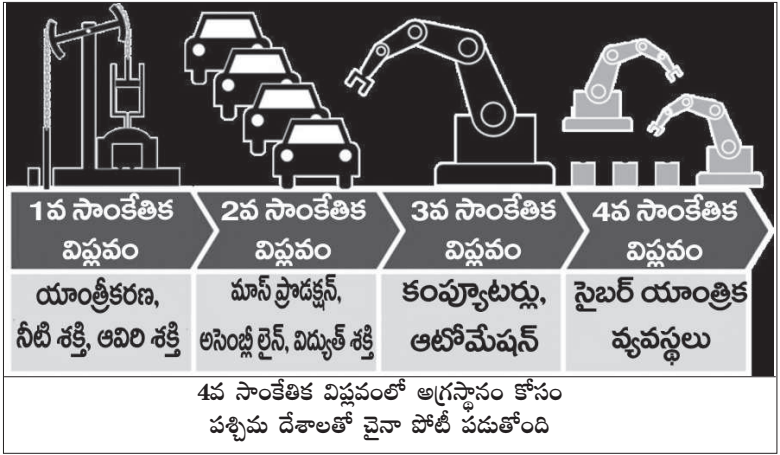 1వ సాంకేతిక
విప్లవం
2వ సాంకేతిక
విప్లవం
3వ సాంకేతిక
విప్లవం
4వ సాంకేతిక
విప్లవం
యాంత్రీకరణ,
నీటి శక్తి, ఆవిరి శక్తి
మాస్ ప్రొడక్షన్,
అసెంబ్లీ లైన్, విద్యుత్ శక్తి
కంప్యూటర్లు,
ఆటోమేషన్
సైబర్ యాంత్రిక
వ్యవస్థలు
4వ సాంకేతిక విప్లవంలో అగ్రస్థానం కోసం
పశ్చిమ దేశాలతో చైనా పోటీ పడుతోంది